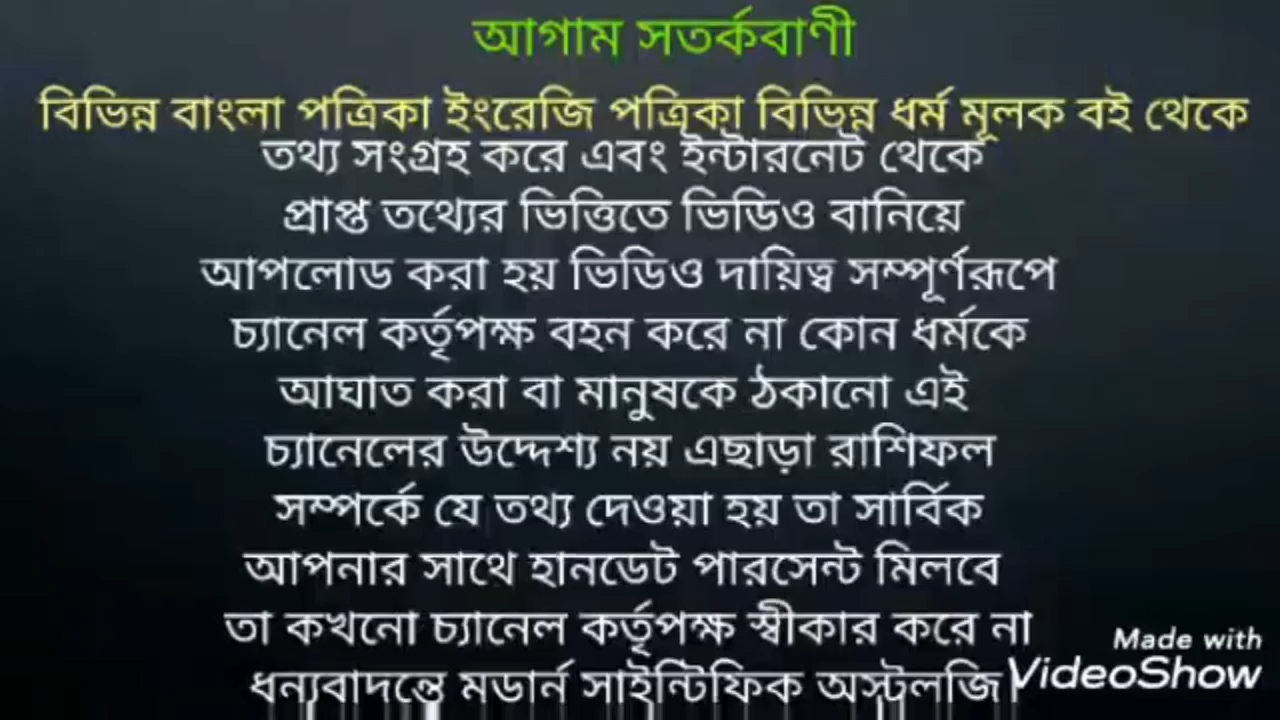 আগাম সতর্কবাণী
বিভিন্ন বাংলা পত্রিকা ইংরেজি পত্রিকা বিভিন্ন ধর্ম মূলক বই থেকে
তথ্য সংগ্রহ করে এবং ইন্টারনেট থেকে
প্রাপ্ত তথ্যের ভিত্তিতে ভিডিও বানিয়ে
আপলোড করা হয় ভিডিও দায়িত্ব সম্পূর্ণরূপে
চ্যানেল কর্তৃপক্ষ বহন করে না কোন ধর্মকে
আঘাত করা বা মানুষকে ঠকানো এই
চ্যানেলের উদ্দেশ্য নয় এছাড়া রাশিফল
সম্পর্কে যে তথ্য দেওয়া হয় তা সার্বিক
আপনার সাথে হানডেট পারসেন্ট মিলবে
তা কখনো চ্যানেল কর্তৃপক্ষ স্বীকার করে না
ধন্যবাদন্তে মডার্ন সাইন্টিফিক অস্ট্রলজি।
Made with
VideoShow